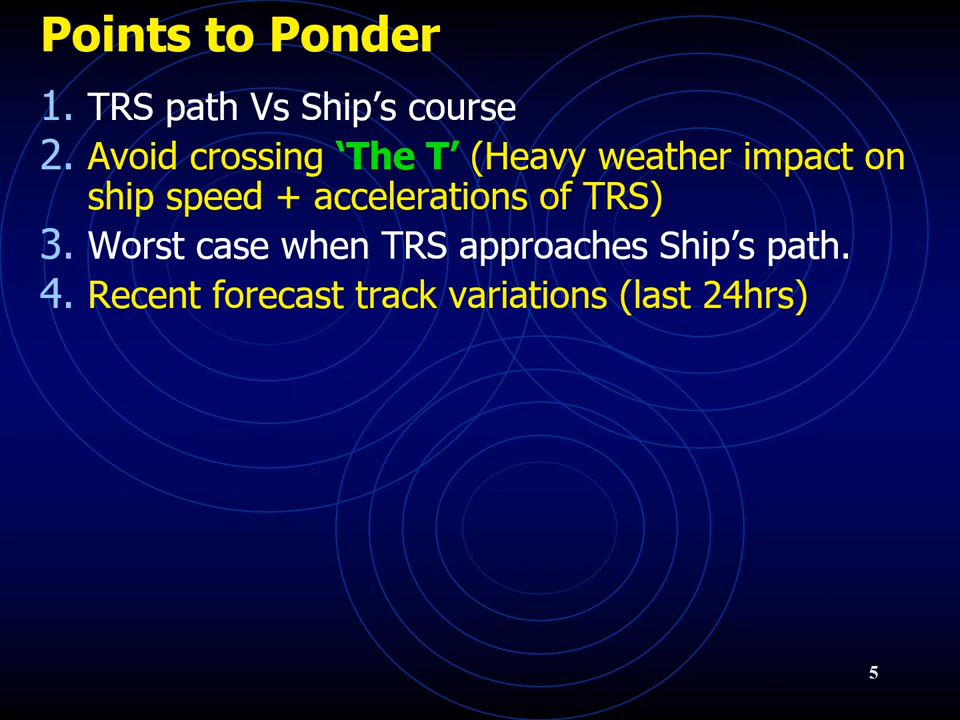 Points to Ponder
1. TRS path Vs Ship’s course
2. Avoid crossing ‘The T’ (Heavy weather impact on
ship speed + accelerations of TRS)
3. Worst case when TRS approaches Ship’s path.
4. Recent forecast track variations (last 24hrs)
5